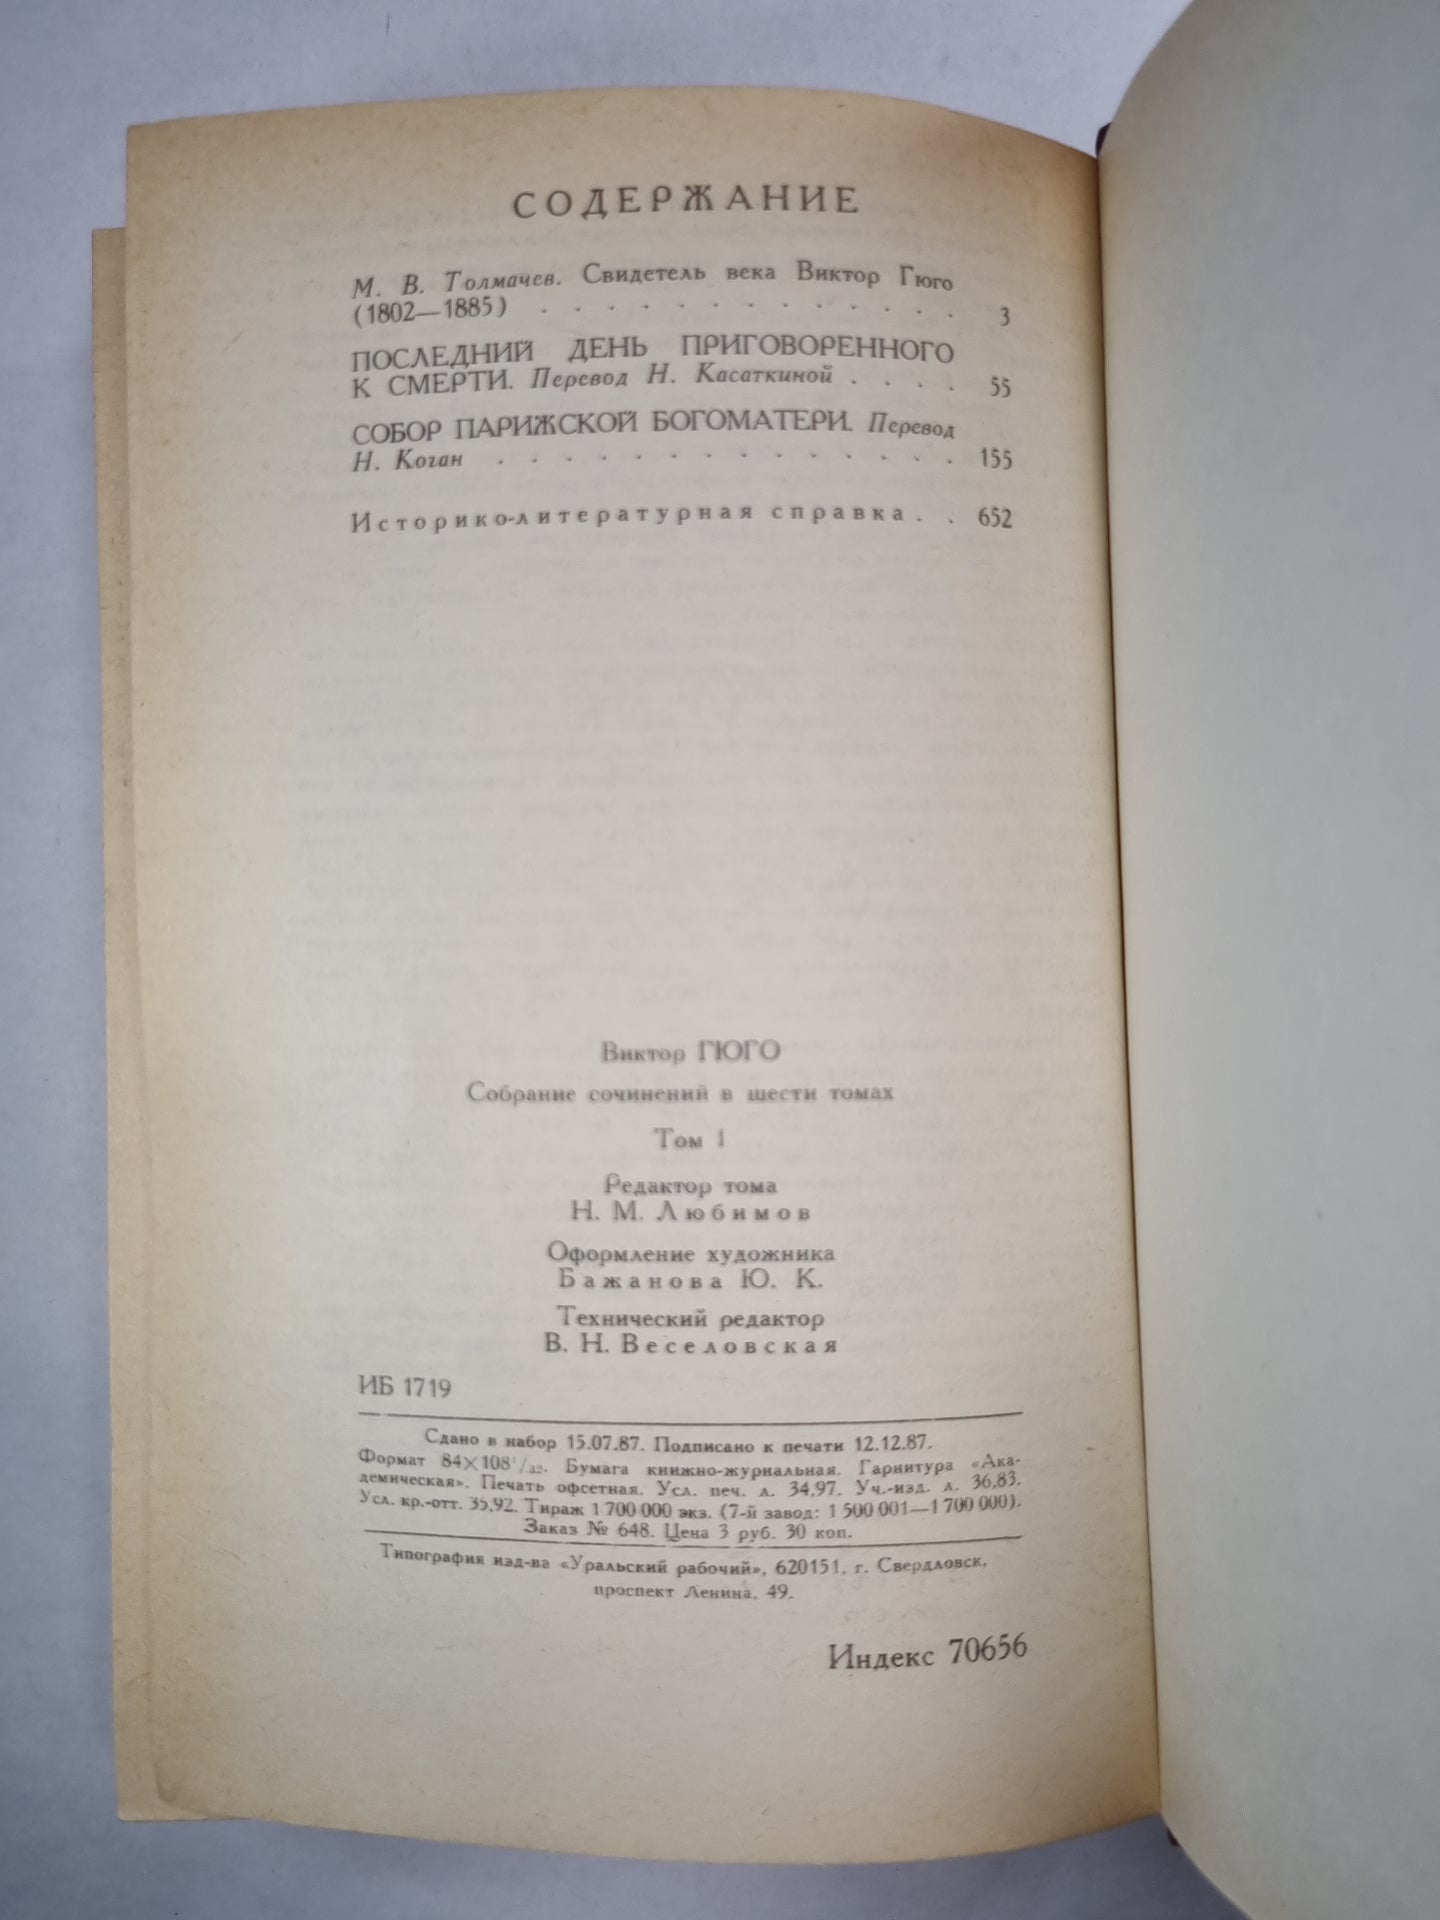 СОДЕРЖАНИЕ
М. В. Толмачев. Свидетель века Виктор Гюго
(1802—1885) . . . . . . . . . . . . . 3
ПОСЛЕДНИЙ ДЕНЬ ПРИГОВОРЕННОГО
К СМЕРТИ. Перевод Н. Касаткиной . . . . 55
СОБОР ПАРИЖСКОЙ БОГОМАТЕРИ. Перевод
Н. Коган . . . . . . . . . . . . . . 155
Историко-литературная справка . . 652
Виктор ГЮГО
Собрание сочинений в шести томах
Том 1
Редактор тома
Н. М. Любимов
Оформление художника
Бажанова Ю. К.
Технический редактор
В. Н. Веселовская
ИБ 1719
Сдано в набор 15.07.87. Подписано к печати 12.12.87.
Формат 84×108¹/₃₂. Бумага книжно-журнальная. Гарнитура «Ака-
демическая». Печать офсетная. Усл. печ. л. 34,97. Уч.-изд. л. 36,83.
Усл. кр.-отт. 35,92. Тираж 1 700 000 экз. (7-й завод: 1 500 001—1 700 000).
Заказ № 648. Цена 3 руб. 30 коп.
Типография изд-ва «Уральский рабочий», 620151, г. Свердловск,
проспект Ленина, 49.
Индекс 70656